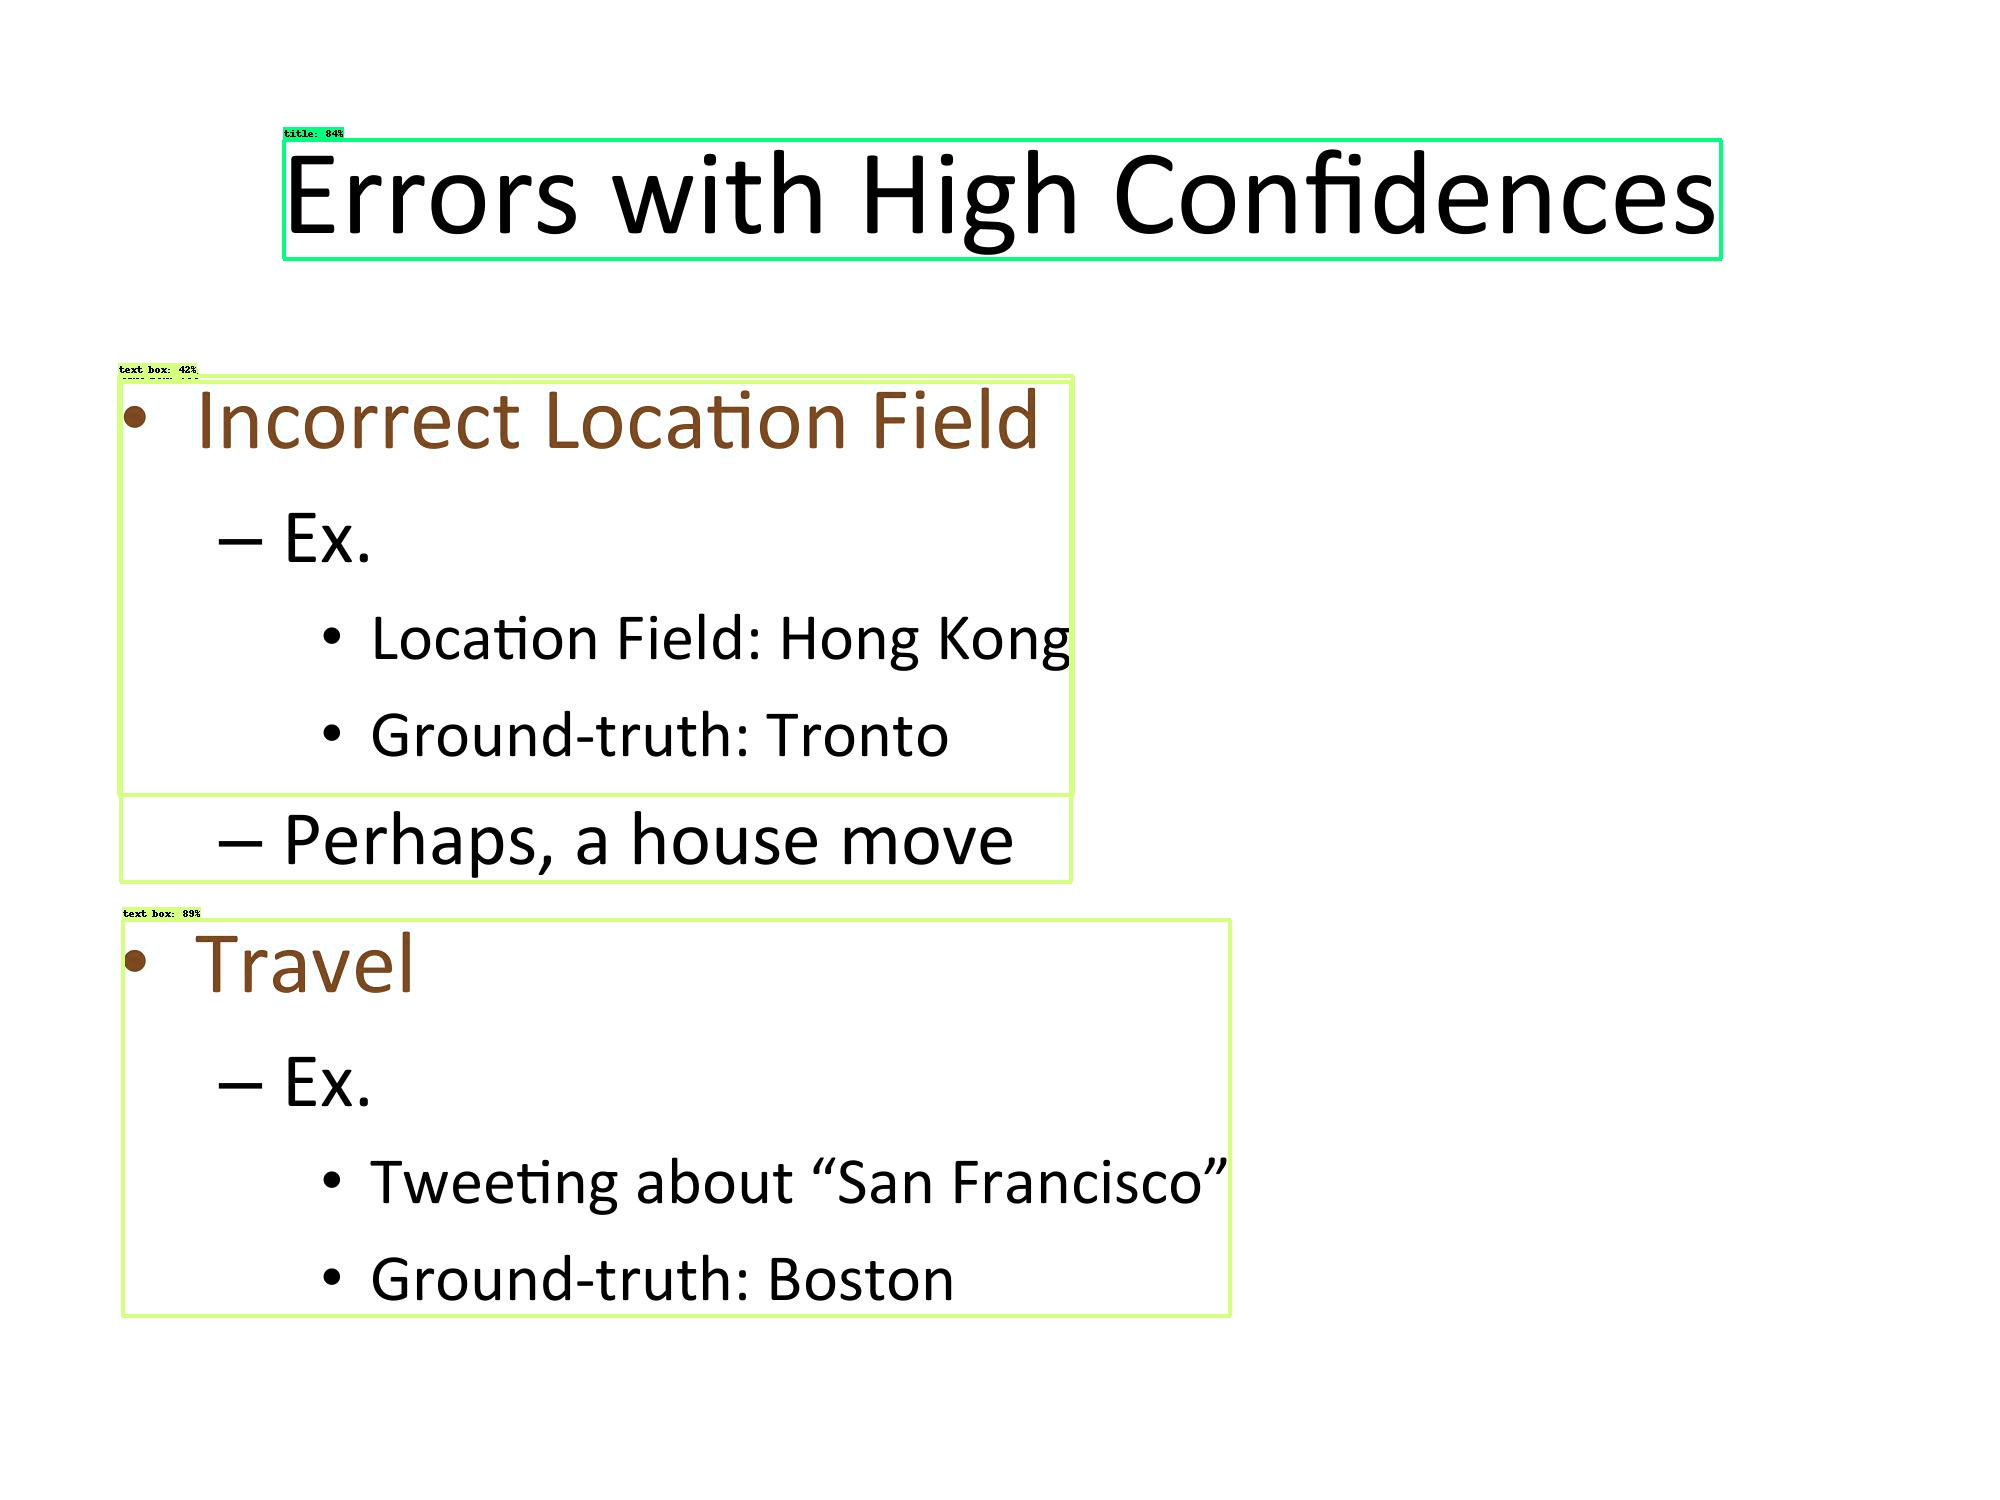 title: 84%
Errors with High Confidences
text box: 42%
• Incorrect Location Field
– Ex.
• Location Field: Hong Kong
• Ground-truth: Tronto
– Perhaps, a house move
text box: 89%
• Travel
– Ex.
• Tweeting about “San Francisco”
• Ground-truth: Boston